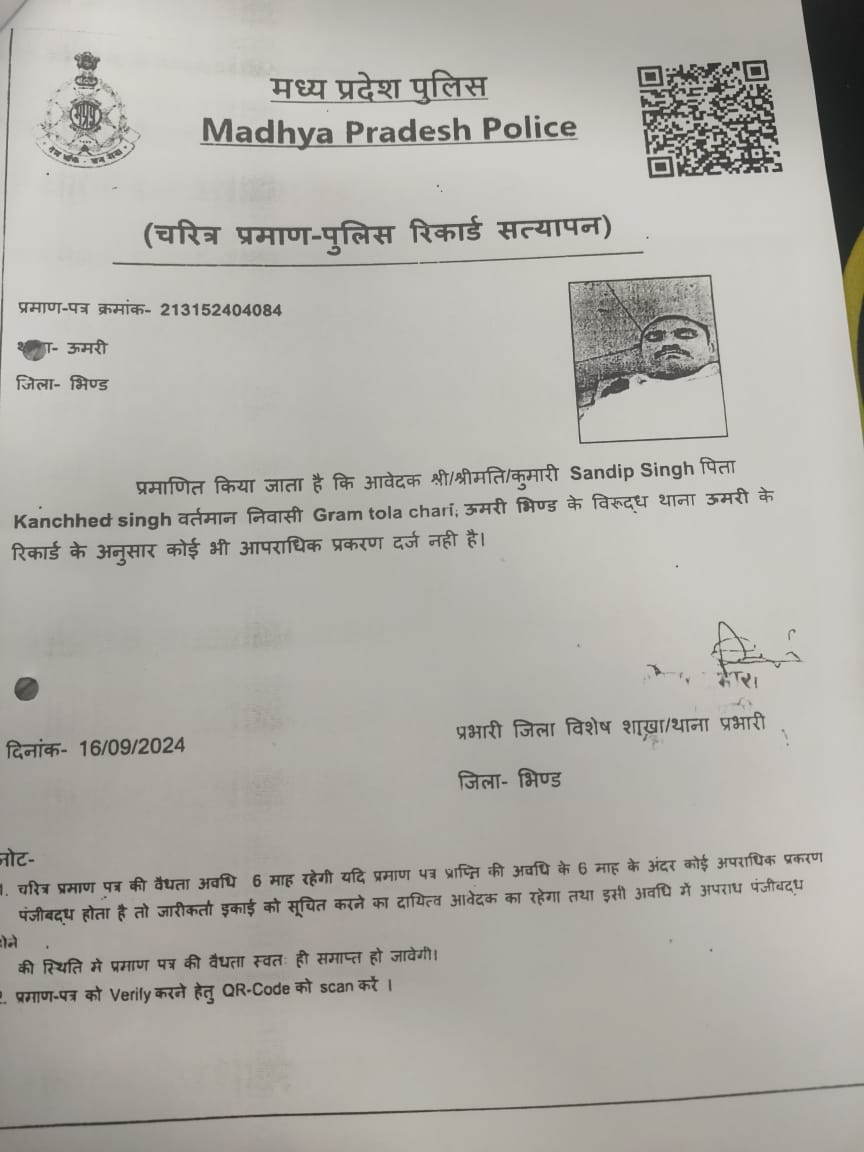 मध्य प्रदेश पुलिस
Madhya Pradesh Police
(चरित्र प्रमाण-पुलिस रिकार्ड सत्यापन)
प्रमाण-पत्र क्रमांक- 213152404084
ऊमरी
जिला- भिण्ड
प्रमाणित किया जाता है कि आवेदक श्री/श्रीमति/कुमारी Sandip Singh पिता
Kanchhed singh वर्तमान निवासी Gram tola chari, ऊमरी भिण्ड के विरूद्ध थाना ऊमरी के
रिकार्ड के अनुसार कोई भी आपराधिक प्रकरण दर्ज नही है।
दिनांक- 16/09/2024
प्रभारी जिला विशेष शाखा/थाना प्रभारी
जिला- भिण्ड
नोट-
1. चरित्र प्रमाण पत्र की वैधता अवधि 6 माह रहेगी यदि प्रमाण पत्र प्राप्ति की अवधि के 6 माह के अंदर कोई अपराधिक प्रकरण
पंजीबद्ध होता है तो जारीकर्ता इकाई को सूचित करने का दायित्व आवेदक का रहेगा तथा इसी अवधि में अपराध पंजीबद्ध
होने
की स्थिति मे प्रमाण पत्र की वैधता स्वतः ही समाप्त हो जावेगी।
2. प्रमाण-पत्र को Verify करने हेतु QR-Code को scan करें ।